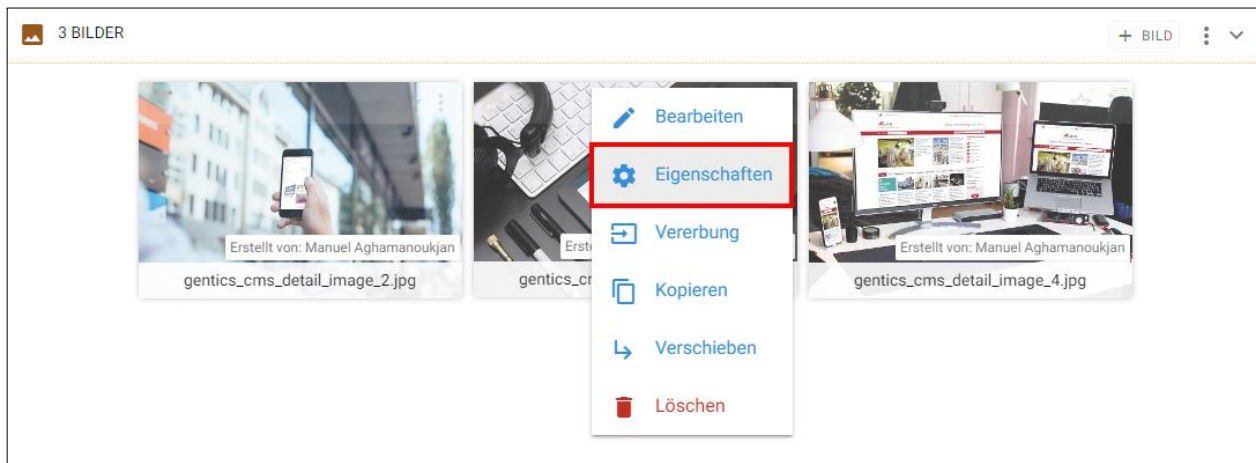 3 BILDER
+ BILD
Bearbeiten
Eigenschaften
Vererbung
Kopieren
Verschieben
Löschen
Erstellt von: Manuel Aghamanoukjan
gentics_cms_detail_image_2.jpg
Erst
gentics_c
Erstellt von: Manuel Aghamanoukjan
gentics_cms_detail_image_4.jpg